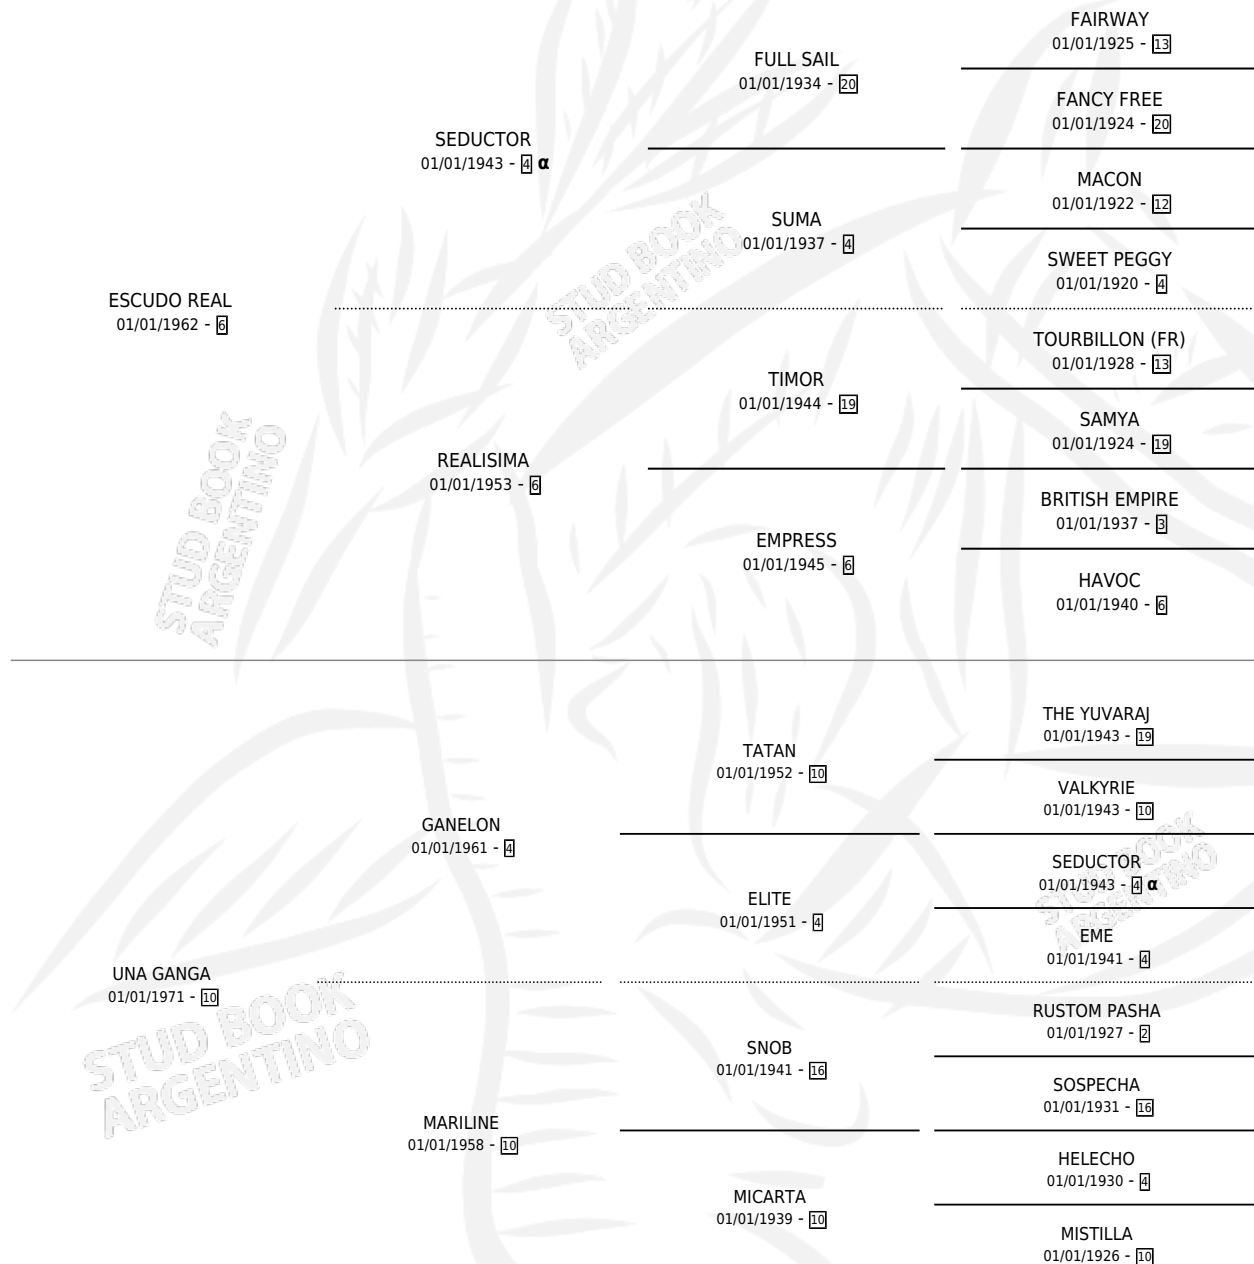 FAIRWAY
01/01/1925 - 13
FULL SAIL
01/01/1934 - 20
FANCY FREE
01/01/1924 - 20
SEDUCTOR
01/01/1943 - 4 α
MACON
01/01/1922 - 12
SUMA
01/01/1937 - 4
SWEET PEGGY
01/01/1920 - 4
STUD BOOK
ARGENTINO
ESCUDO REAL
01/01/1962 - 6
TOURBILLON (FR)
01/01/1928 - 13
TIMOR
01/01/1944 - 19
SAMYA
01/01/1924 - 19
REALISIMA
01/01/1953 - 6
BRITISH EMPIRE
01/01/1937 - 3
EMPRESS
01/01/1945 - 6
HAVOC
01/01/1940 - 6
STUD BOOK
ARGENTINO
THE YUVARAJ
01/01/1943 - 19
TATAN
01/01/1952 - 10
VALKYRIE
01/01/1943 - 10
GANELON
01/01/1961 - 4
SEDUCTOR
01/01/1943 - 4 α
ELITE
01/01/1951 - 4
EME
01/01/1941 - 4
STUD BOOK
ARGENTINO
UNA GANGA
01/01/1971 - 10
RUSTOM PASHA
01/01/1927 - 2
SNOB
01/01/1941 - 16
SOSPECHA
01/01/1931 - 16
MARILINE
01/01/1958 - 10
HELECHO
01/01/1930 - 4
MICARTA
01/01/1939 - 10
MISTILLA
01/01/1926 - 10
STUD BOOK
ARGENTINO